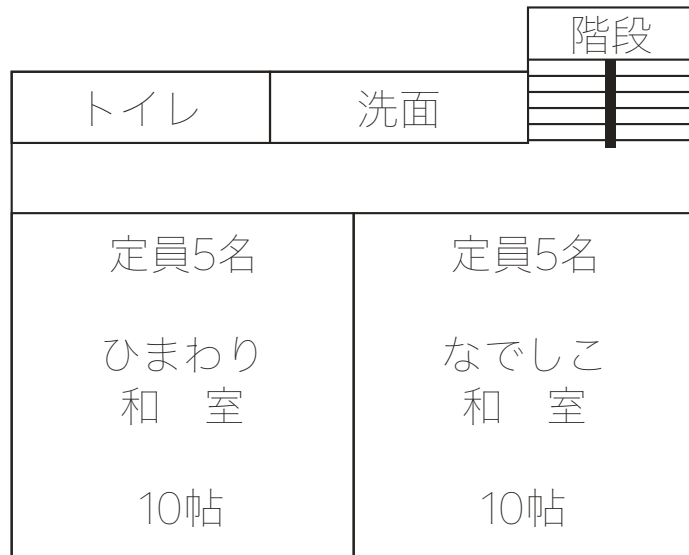 階段
トイレ
洗面
定員5名
ひまわり
和　室
10帖
定員5名
なでしこ
和　室
10帖